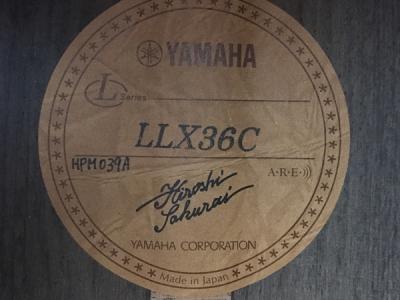 YAMAHA
L Series
LLX36C
HPM039A
A·R·E·))
Hiroshi
Sakurai
YAMAHA CORPORATION
Made in Japan